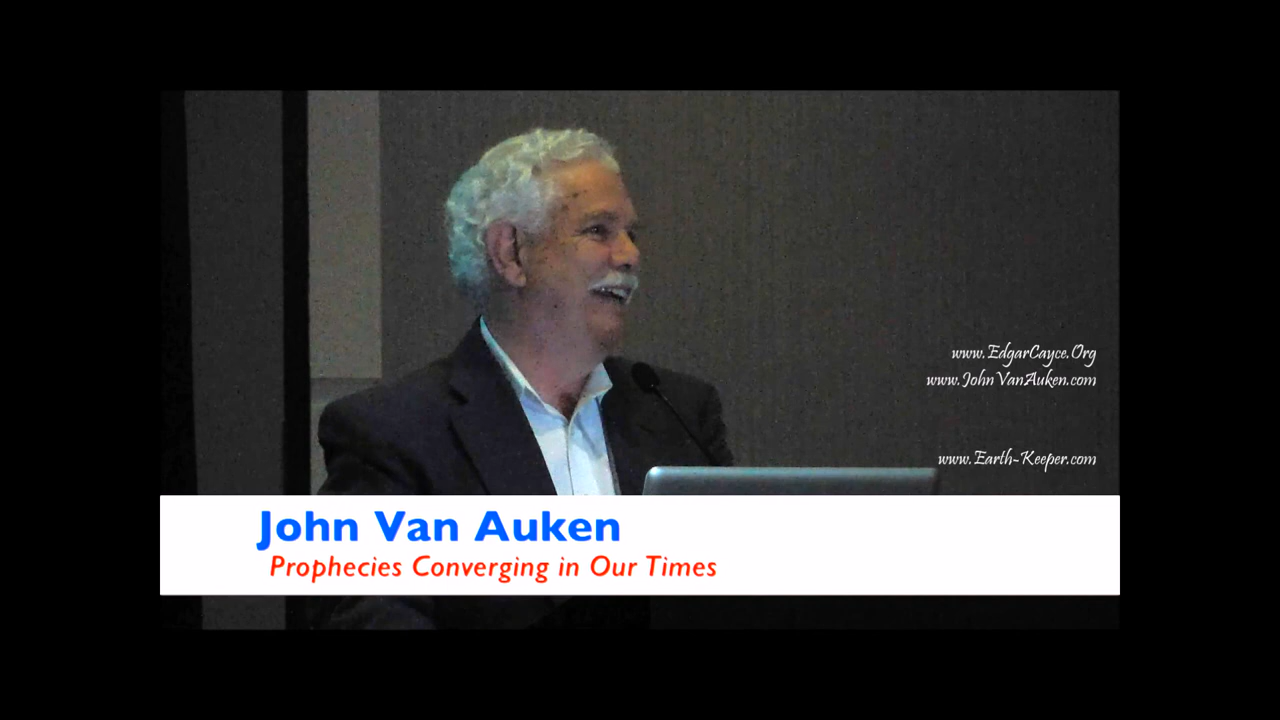 www.EdgarCayce.Org
www.JohnVanAuken.com
www.Earth-Keeper.com
John Van Auken
Prophecies Converging in Our Times